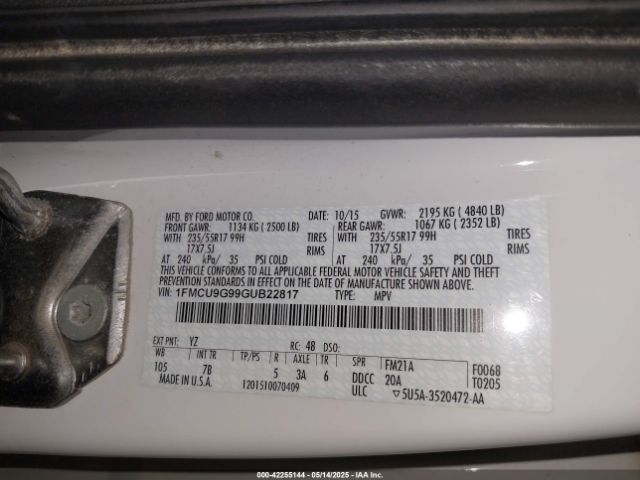 MFD. BY FORD MOTOR CO. DATE: 10/15 GVWR: 2195 KG ( 4840 LB)
FRONT GAWR: 1134 KG ( 2500 LB) REAR GAWR: 1067 KG ( 2352 LB)
WITH 235/55R17 99H TIRES WITH 235/55R17 99H TIRES
17X7.5J RIMS 17X7.5J RIMS
AT 240 kPa/ 35 PSI COLD AT 240 kPa/ 35 PSI COLD
THIS VEHICLE CONFORMS TO ALL APPLICABLE FEDERAL MOTOR VEHICLE SAFETY AND THEFT
PREVENTION STANDARDS IN EFFECT ON THE DATE OF MANUFACTURE SHOWN ABOVE.
VIN: 1FMCU9G99GUB22817 TYPE: MPV
EXT PNT: YZ RC: 48 DSO:
WB INT TR TP/PS R AXLE TR SPR FM21A F0068
105 7B 5 3A 6 DDCC 20A T0205
1201510070409 ULC ▽5U5A-3520472-AA
MADE IN U.S.A.
© 42255144 - 05/14/2025 - IAA Inc.